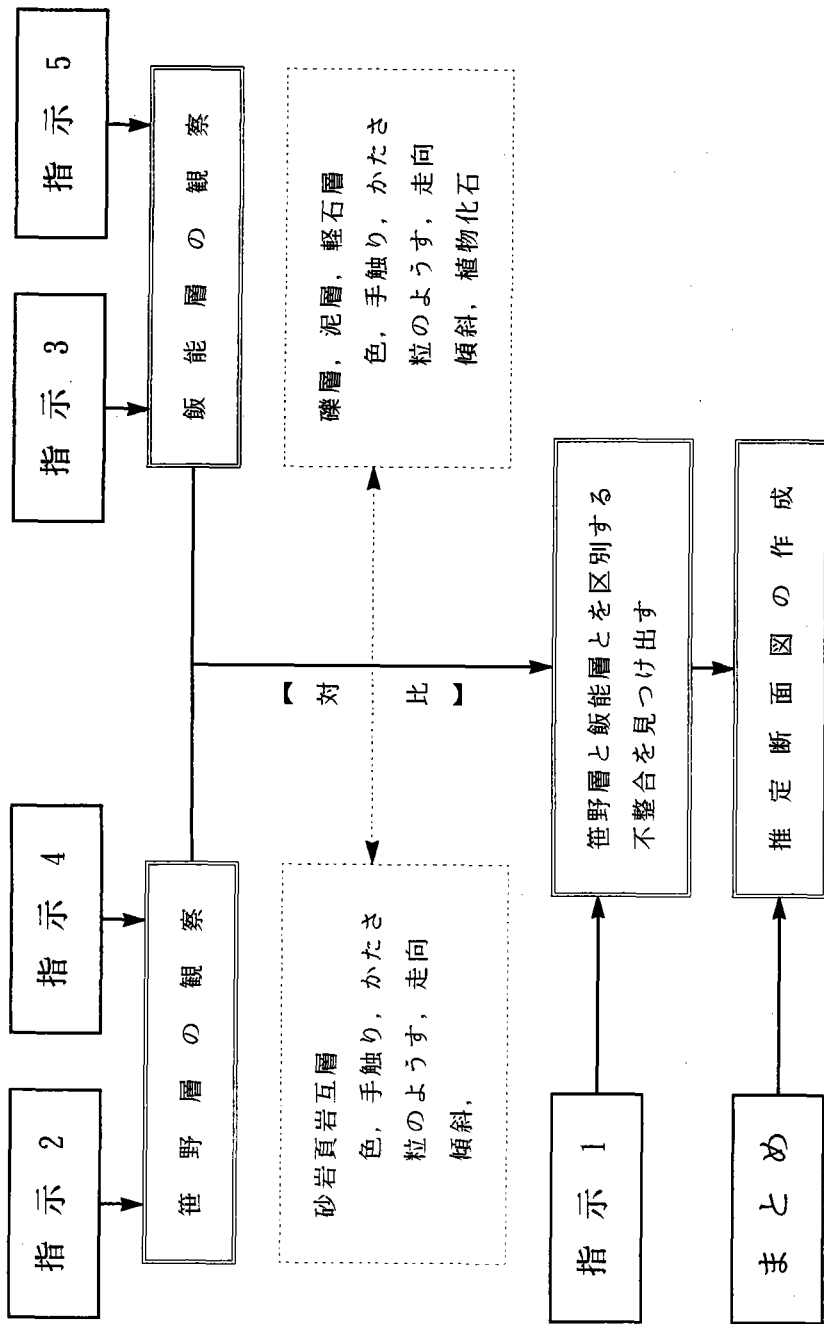 指示 2
指示 4
指示 3
指示 5
笹野層の観察
飯能層の観察
砂岩頁岩互層
色，手触り，かたさ
粒のようす，走向
傾斜，
【対比】
礫層，泥層，軽石層
色，手触り，かたさ
粒のようす，走向
傾斜，植物化石
指示 1
笹野層と飯能層とを区別する
不整合を見つけ出す
まとめ
推定断面図の作成